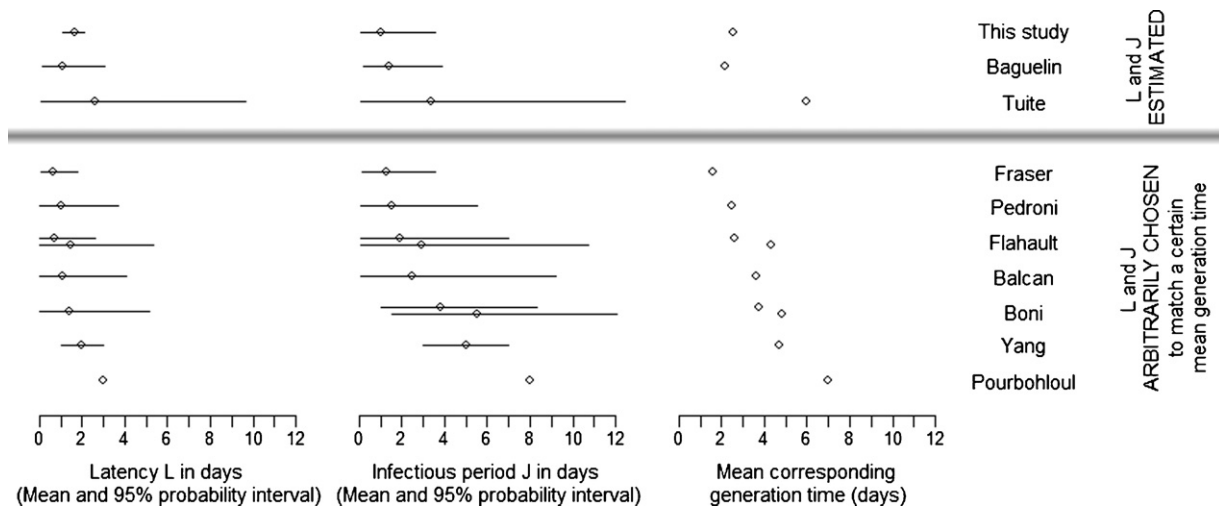 This study
Baguelin
Tuite
L and J
ESTIMATED
Fraser
Pedroni
Flahault
Balcan
Boni
Yang
Pourbohloul
L and J
ARBITRARILY CHOSEN
to match a certain
mean generation time
0 2 4 6 8 10 12
0 2 4 6 8 10 12
0 2 4 6 8 10 12
Latency L in days
(Mean and 95% probability interval)
Infectious period J in days
(Mean and 95% probability interval)
Mean corresponding
generation time (days)